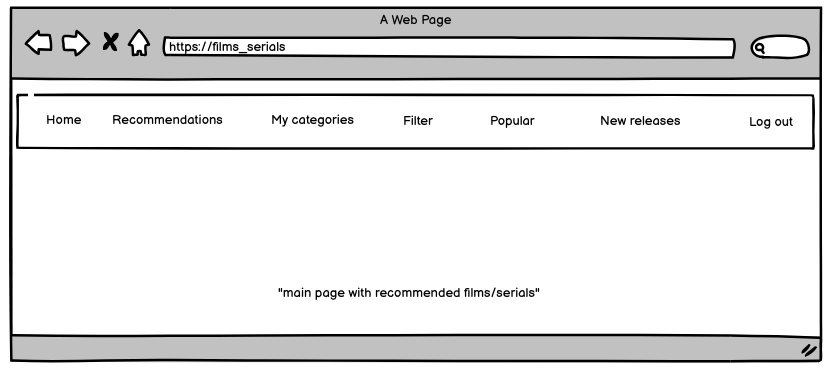 A Web Page
https://films_serials
Home Recommendations My categories Filter Popular New releases Log out
"main page with recommended films/serials"